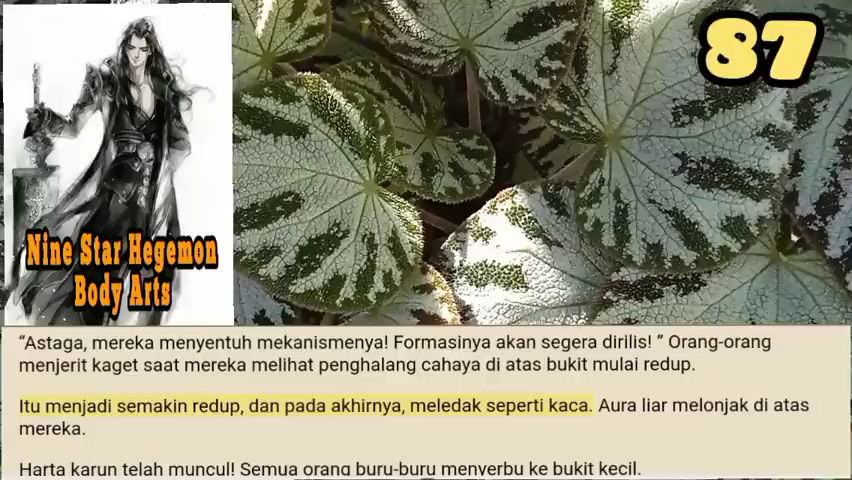 87
Nine Star Hegemon
Body Arts
“Astaga, mereka menyentuh mekanismenya! Formasinya akan segera dirilis! ” Orang-orang
menjerit kaget saat mereka melihat penghalang cahaya di atas bukit mulai redup.
Itu menjadi semakin redup, dan pada akhirnya, meledak seperti kaca. Aura liar melonjak di atas
mereka.
Harta karun telah muncul! Semua orang buru-buru menyerbu ke bukit kecil.